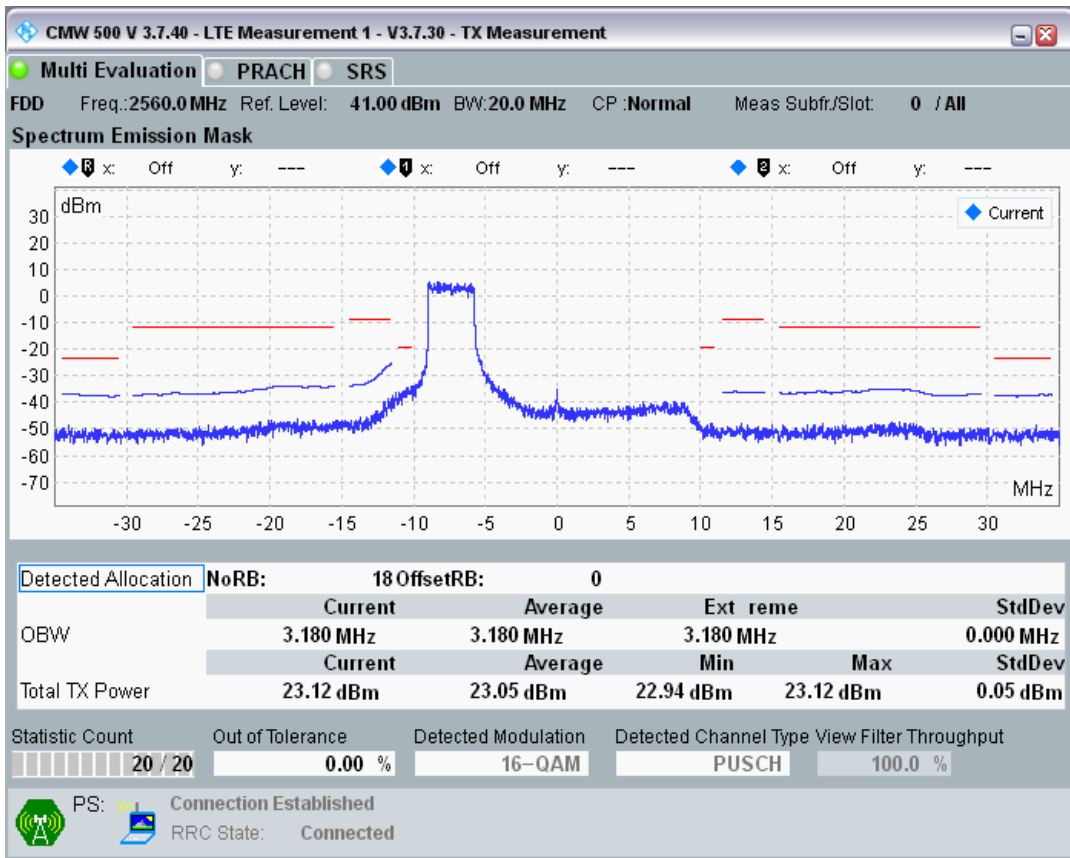 CMW 500 V 3.7.40 - LTE Measurement 1 - V3.7.30 - TX Measurement
Multi Evaluation PRACH SRS
FDD Freq.:2560.0 MHz Ref. Level: 41.00 dBm BW:20.0 MHz CP :Normal Meas Subfr./Slot: 0 / All
Spectrum Emission Mask
R x: Off y: --- 1 x: Off y: --- 2 x: Off y: ---
dBm
Current
30
20
10
0
-10
-20
-30
-40
-50
-60
-70
MHz
-30 -25 -20 -15 -10 -5 0 5 10 15 20 25 30
Detected Allocation NoRB: 18 OffsetRB: 0
Current Average Ext reme StdDev
OBW 3.180 MHz 3.180 MHz 3.180 MHz 0.000 MHz
Current Average Min Max StdDev
Total TX Power 23.12 dBm 23.05 dBm 22.94 dBm 23.12 dBm 0.05 dBm
Statistic Count Out of Tolerance Detected Modulation Detected Channel Type View Filter Throughput
20 / 20 0.00 % 16-QAM PUSCH 100.0 %
PS: Connection Established
RRC State: Connected